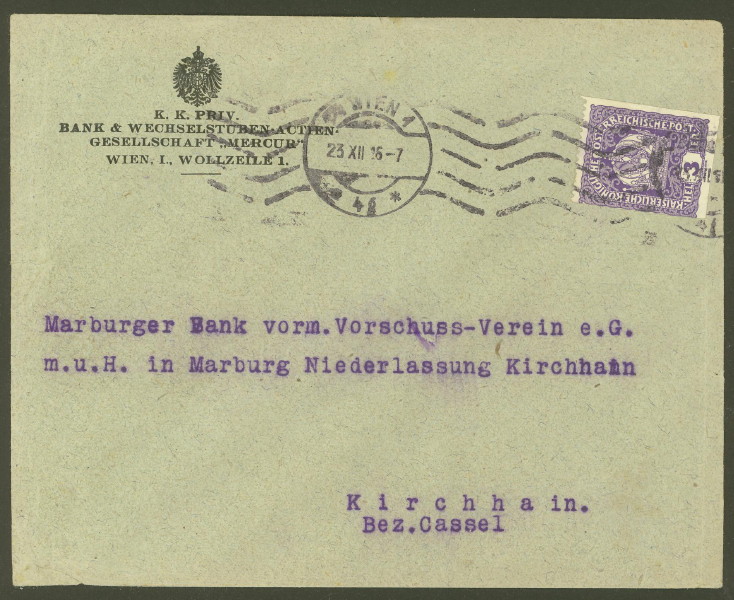 K. K. PRIV.
BANK & WECHSELSTUBEN-ACTIEN-
GESELLSCHAFT „MERCUR"
WIEN, I., WOLLZEILE 1.
WIEN 1
23 XII 16-7
* 4f *
KAISERLICHE KÖNIGLICHE ÖSTERREICHISCHE POST
3
Marburger Bank vorm.Vorschuss-Verein e.G.
m.u.H. in Marburg Niederlassung Kirchhain
Kirchhain.
Bez.Cassel